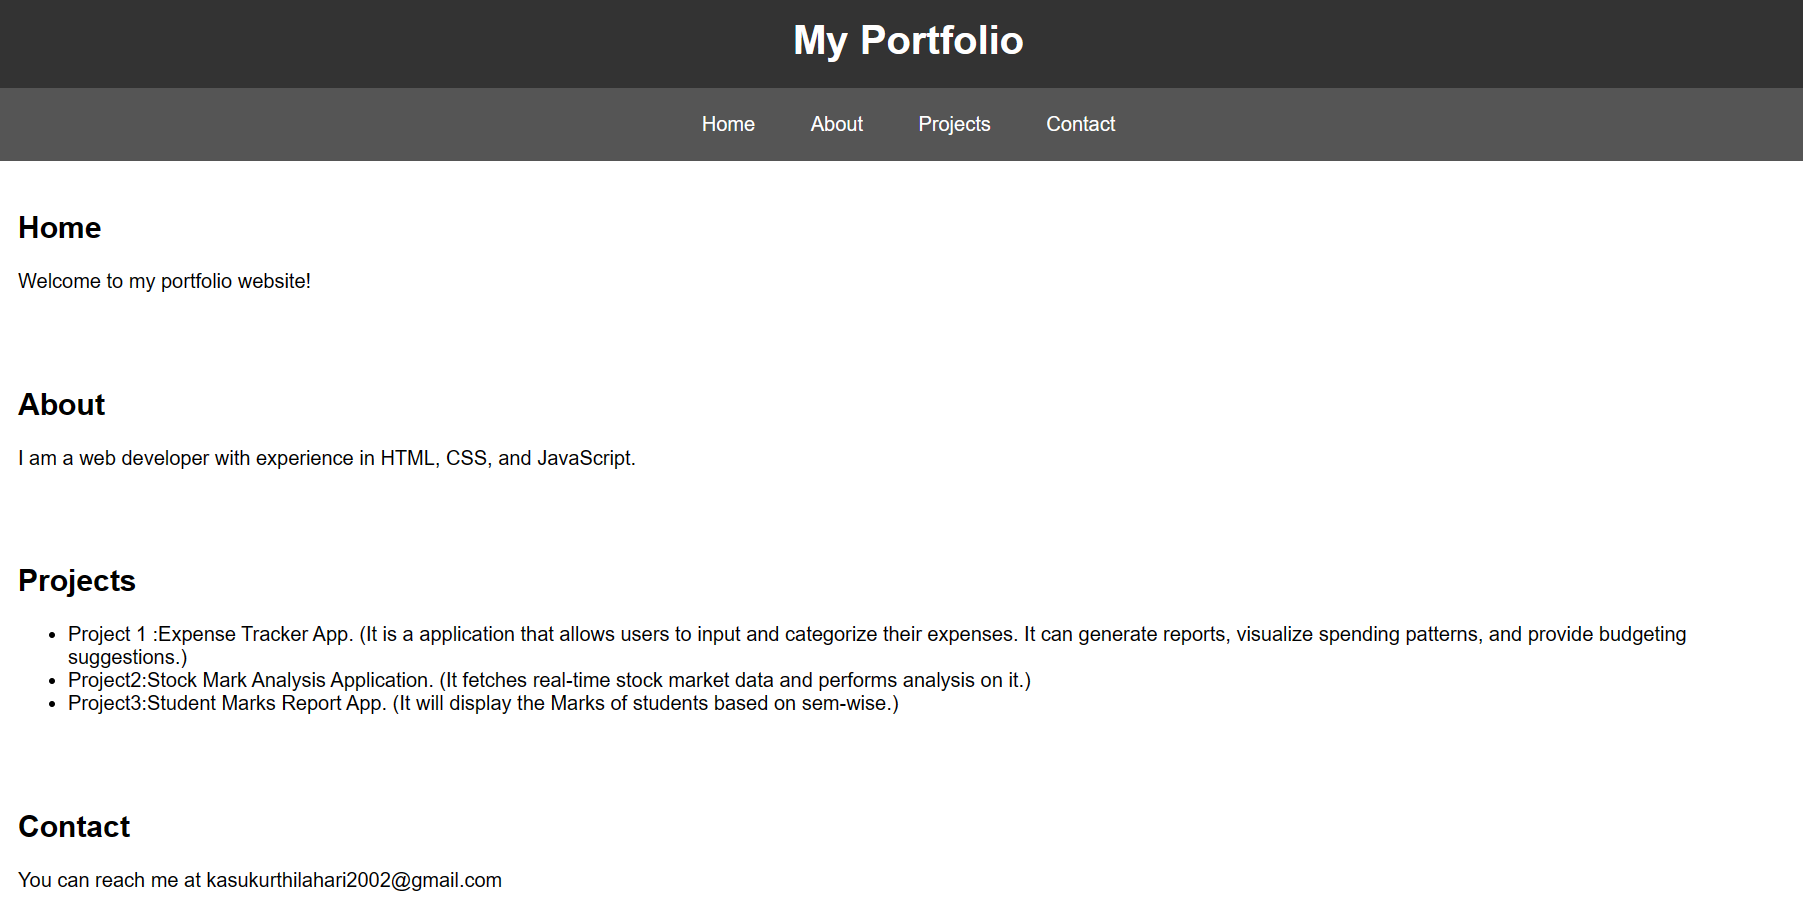 My Portfolio
Home About Projects Contact
Home
Welcome to my portfolio website!
About
I am a web developer with experience in HTML, CSS, and JavaScript.
Projects
• Project 1 :Expense Tracker App. (It is a application that allows users to input and categorize their expenses. It can generate reports, visualize spending patterns, and provide budgeting
suggestions.)
• Project2:Stock Mark Analysis Application. (It fetches real-time stock market data and performs analysis on it.)
• Project3:Student Marks Report App. (It will display the Marks of students based on sem-wise.)
Contact
You can reach me at kasukurthilahari2002@gmail.com